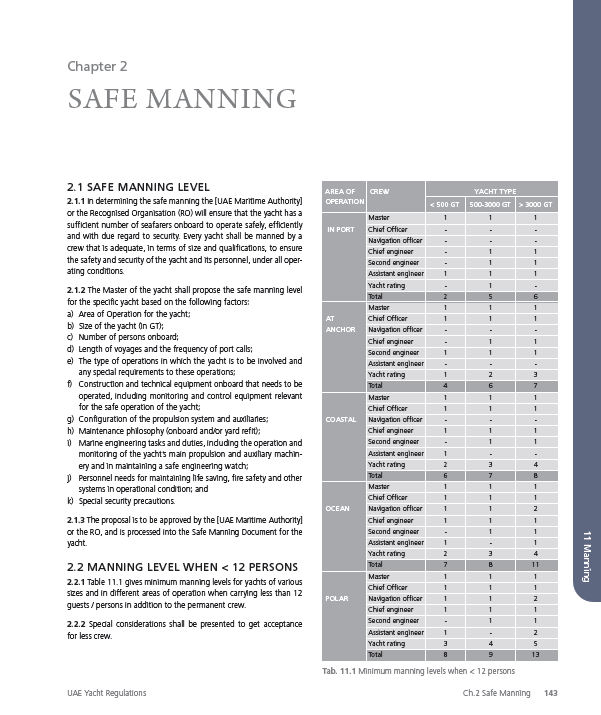 Chapter 2
SAFE MANNING
2.1 SAFE MANNING LEVEL
2.1.1 In determining the safe manning the [UAE Maritime Authority]
or the Recognised Organisation (RO) will ensure that the yacht has a
sufficient number of seafarers onboard to operate safely, efficiently
and with due regard to security. Every yacht shall be manned by a
crew that is adequate, in terms of size and qualifications, to ensure
the safety and security of the yacht and its personnel, under all oper-
ating conditions.
2.1.2 The Master of the yacht shall propose the safe manning level
for the specific yacht based on the following factors:
a) Area of Operation for the yacht;
b) Size of the yacht (in GT);
c) Number of persons onboard;
d) Length of voyages and the frequency of port calls;
e) The type of operations in which the yacht is to be involved and
any special requirements to these operations;
f) Construction and technical equipment onboard that needs to be
operated, including monitoring and control equipment relevant
for the safe operation of the yacht;
g) Configuration of the propulsion system and auxiliaries;
h) Maintenance philosophy (onboard and/or yard refit);
i) Marine engineering tasks and duties, including the operation and
monitoring of the yacht's main propulsion and auxiliary machin-
ery and in maintaining a safe engineering watch;
j) Personnel needs for maintaining life saving, fire safety and other
systems in operational condition; and
k) Special security precautions.
2.1.3 The proposal is to be approved by the [UAE Maritime Authority]
or the RO, and is processed into the Safe Manning Document for the
yacht.
2.2 MANNING LEVEL WHEN < 12 PERSONS
2.2.1 Table 11.1 gives minimum manning levels for yachts of various
sizes and in different areas of operation when carrying less than 12
guests / persons in addition to the permanent crew.
2.2.2 Special considerations shall be presented to get acceptance
for less crew.
AREA OF OPERATION CREW YACHT TYPE
< 500 GT 500-3000 GT > 3000 GT
IN PORT
Master 1 1 1
Chief Officer - - -
Navigation officer - - -
Chief engineer - 1 1
Second engineer - 1 1
Assistant engineer 1 1 1
Yacht rating - 1 -
Total 2 5 6
AT ANCHOR
Master 1 1 1
Chief Officer 1 1 1
Navigation officer - - -
Chief engineer - 1 1
Second engineer 1 1 1
Assistant engineer - - -
Yacht rating 1 2 3
Total 4 6 7
COASTAL
Master 1 1 1
Chief Officer 1 1 1
Navigation officer - - -
Chief engineer 1 1 1
Second engineer - 1 1
Assistant engineer 1 - -
Yacht rating 2 3 4
Total 6 7 8
OCEAN
Master 1 1 1
Chief Officer 1 1 1
Navigation officer 1 1 2
Chief engineer 1 1 1
Second engineer - 1 1
Assistant engineer 1 - 1
Yacht rating 2 3 4
Total 7 8 11
POLAR
Master 1 1 1
Chief Officer 1 1 1
Navigation officer 1 1 2
Chief engineer 1 1 1
Second engineer - 1 1
Assistant engineer 1 - 2
Yacht rating 3 4 5
Total 8 9 13
Tab. 11.1 Minimum manning levels when < 12 persons
11 Manning
UAE Yacht Regulations
Ch.2 Safe Manning 143